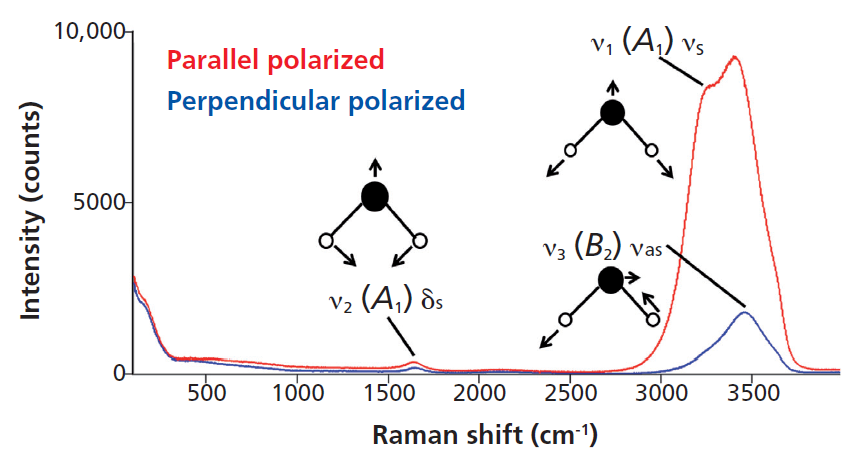 10,000
Parallel polarized
Perpendicular polarized
ν₁ (A₁) νs
5000
ν₃ (B₂) νas
ν₂ (A₁) δs
0
500
1000
1500
2000
2500
3000
3500
Intensity (counts)
Raman shift (cm⁻¹)